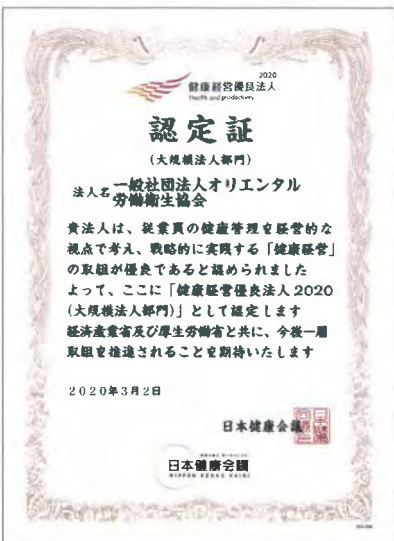 2020
健康経営優良法人
Health and productivity
認定証
(大規模法人部門)
法人名 一般社団法人オリエンタル
労働衛生協会
貴法人は、従業員の健康管理を経営的な
視点で考え、戦略的に実践する「健康経営」
の取組が優良であると認められました
よって、ここに「健康経営優良法人2020
(大規模法人部門)」として認定します
経済産業省及び厚生労働省と共に、今後一層
取組を推進されることを期待いたします
2020年3月2日
日本健康会議
日本健康会議
NIPPON KENKO KAIGI